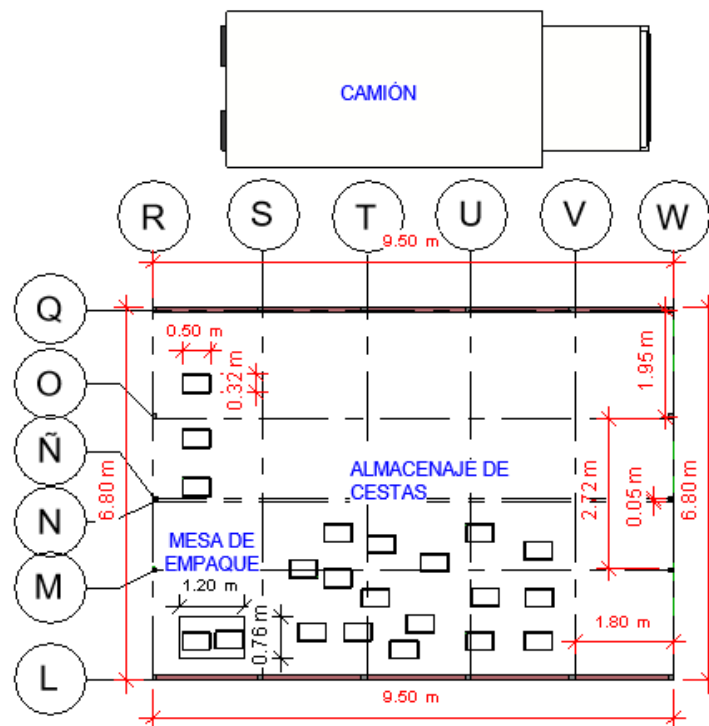 CAMIÓN
R
S
T
U
V
W
9.50 m
Q
0.50 m
0.32 m
1.95 m
O
Ñ
6.80 m
ALMACENAJE DE
CESTAS
2.72 m
0.05 m
6.80 m
N
MESA DE
EMPAQUE
M
1.20 m
0.76 m
1.80 m
L
9.50 m